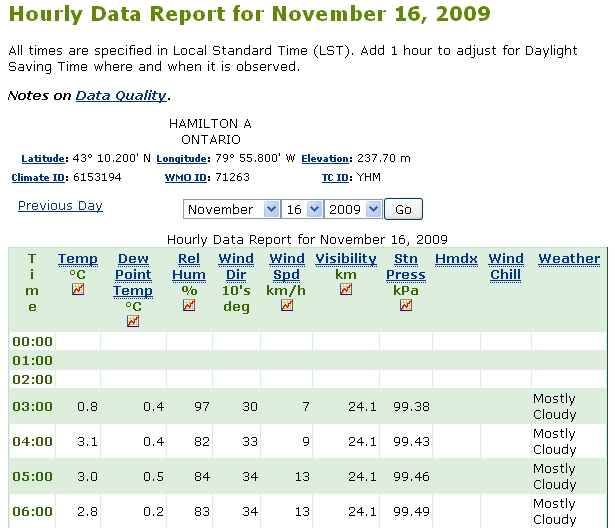 Hourly Data Report for November 16, 2009
All times are specified in Local Standard Time (LST). Add 1 hour to adjust for Daylight
Saving Time where and when it is observed.
Notes on Data Quality.
HAMILTON A
ONTARIO
Latitude: 43° 10.200' N Longitude: 79° 55.800' W Elevation: 237.70 m
Climate ID: 6153194 WMO ID: 71263 TC ID: YHM
Previous Day November 16 2009 Go
Hourly Data Report for November 16, 2009
Time Temp °C Dew Point Temp °C Rel Hum % Wind Dir 10's deg Wind Spd km/h Visibility km Stn Press kPa Hmdx Wind Chill Weather
00:00
01:00
02:00
03:00 0.8 0.4 97 30 7 24.1 99.38 Mostly Cloudy
04:00 3.1 0.4 82 33 9 24.1 99.43 Mostly Cloudy
05:00 3.0 0.5 84 34 13 24.1 99.46 Mostly Cloudy
06:00 2.8 0.2 83 34 13 24.1 99.49 Mostly Cloudy